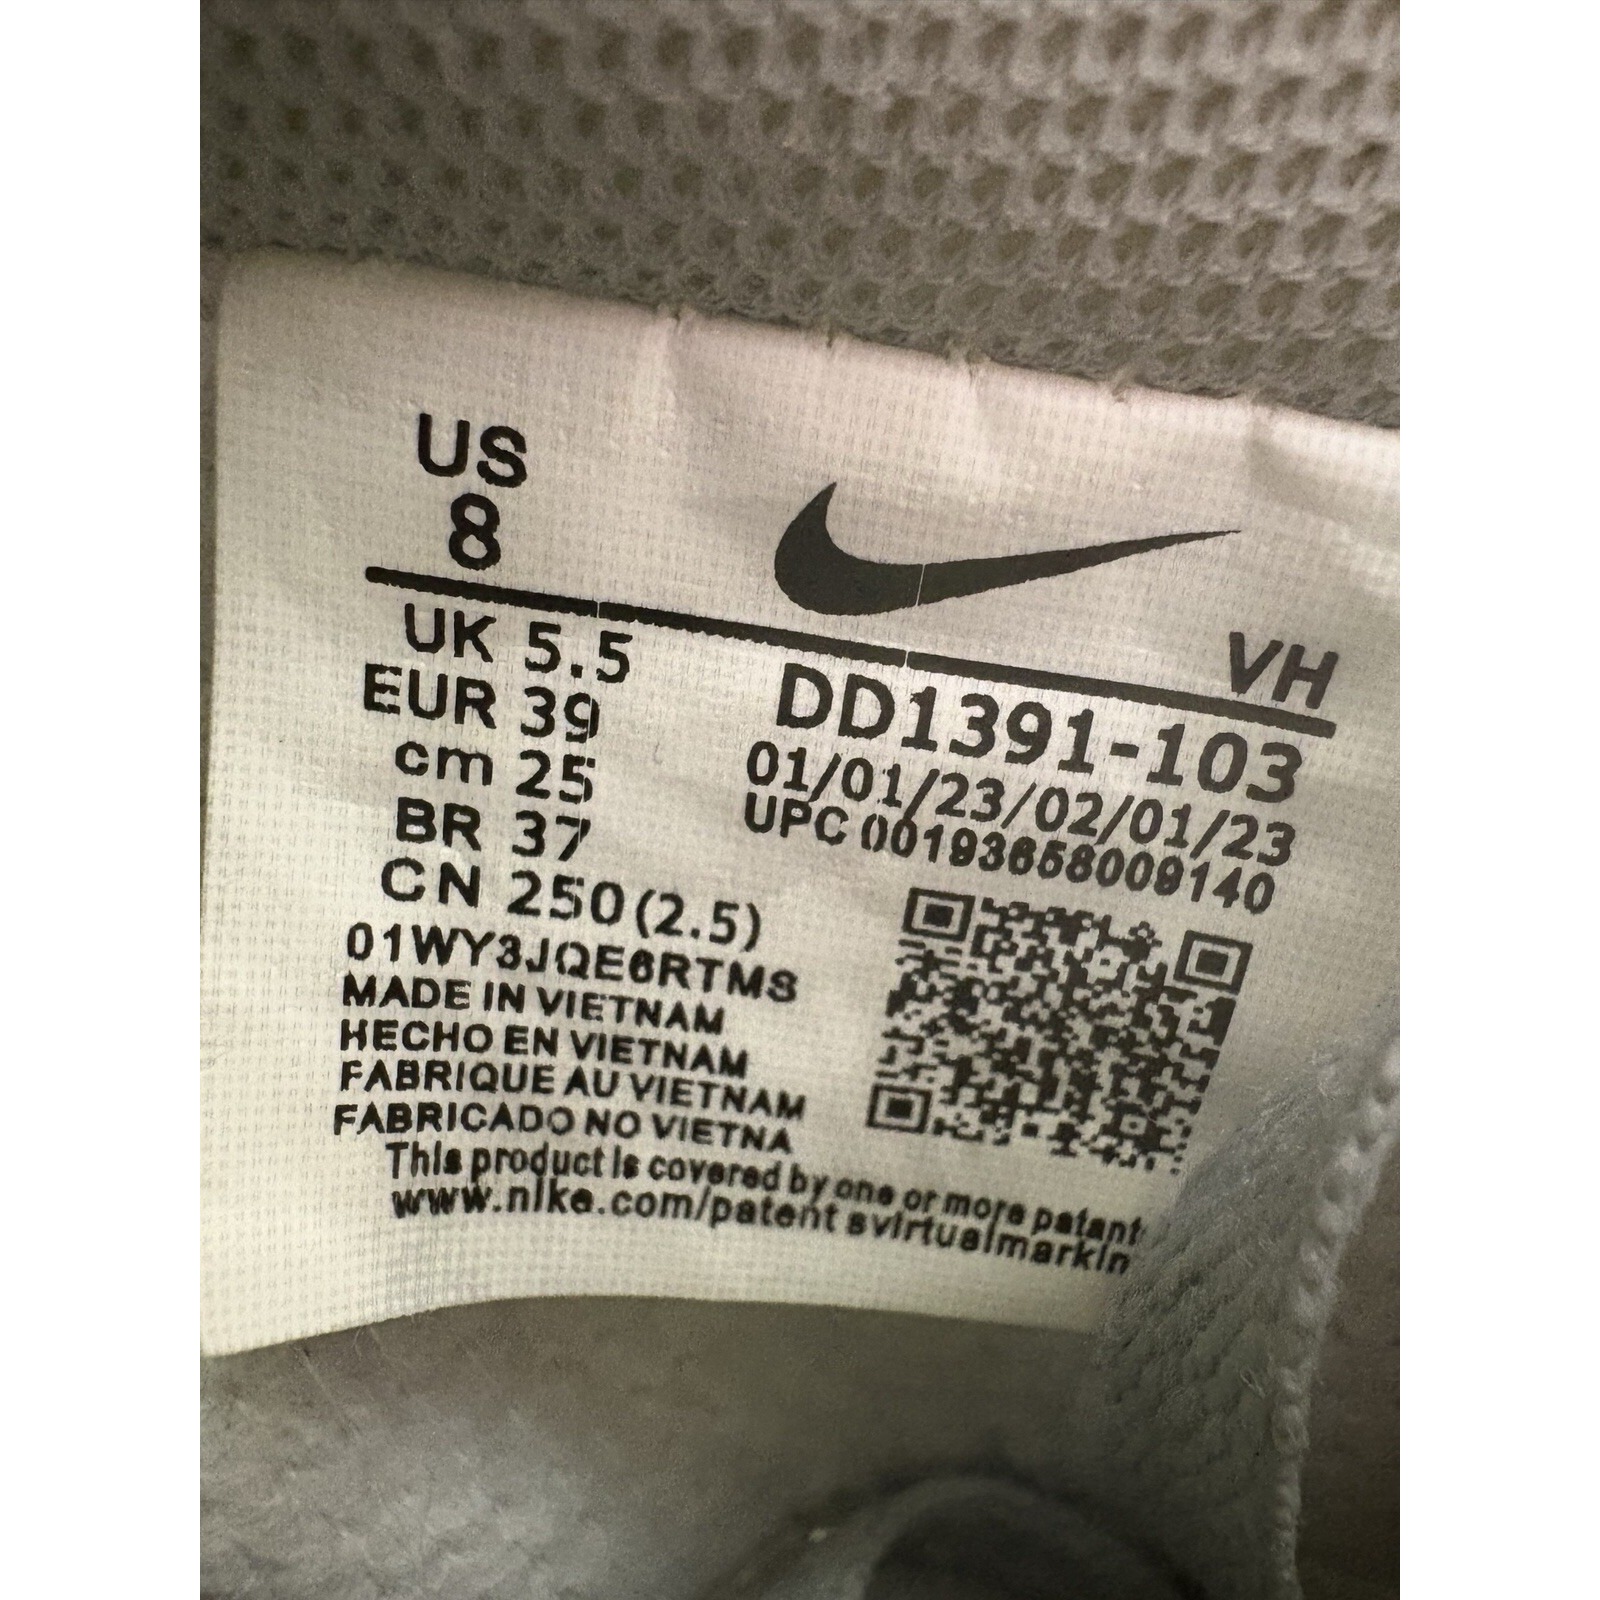 US
8
UK 5.5
EUR 39
cm 25
BR 37
CN 250(2.5)
01WY3JQE6RTMS
MADE IN VIETNAM
HECHO EN VIETNAM
FABRIQUE AU VIETNAM
FABRICADO NO VIETNA
This product is covered by one or more patent
www.nike.com/patentsvirtualmarkin
VH
DD1391-103
01/01/23/02/01/23
UPC 00193658009140